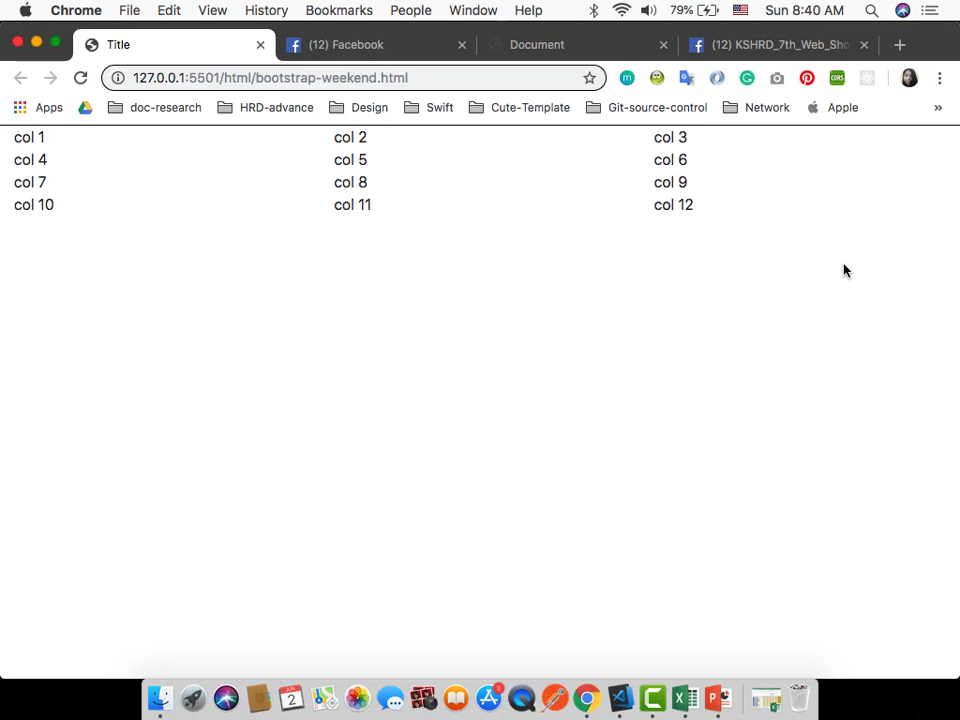 Chrome File Edit View History Bookmarks People Window Help 79% Sun 8:40 AM
Title (12) Facebook Document (12) KSHRD_7th_Web_Sho
127.0.0.1:5501/html/bootstrap-weekend.html
Apps doc-research HRD-advance Design Swift Cute-Template Git-source-control Network Apple »
col 1 col 2 col 3
col 4 col 5 col 6
col 7 col 8 col 9
col 10 col 11 col 12